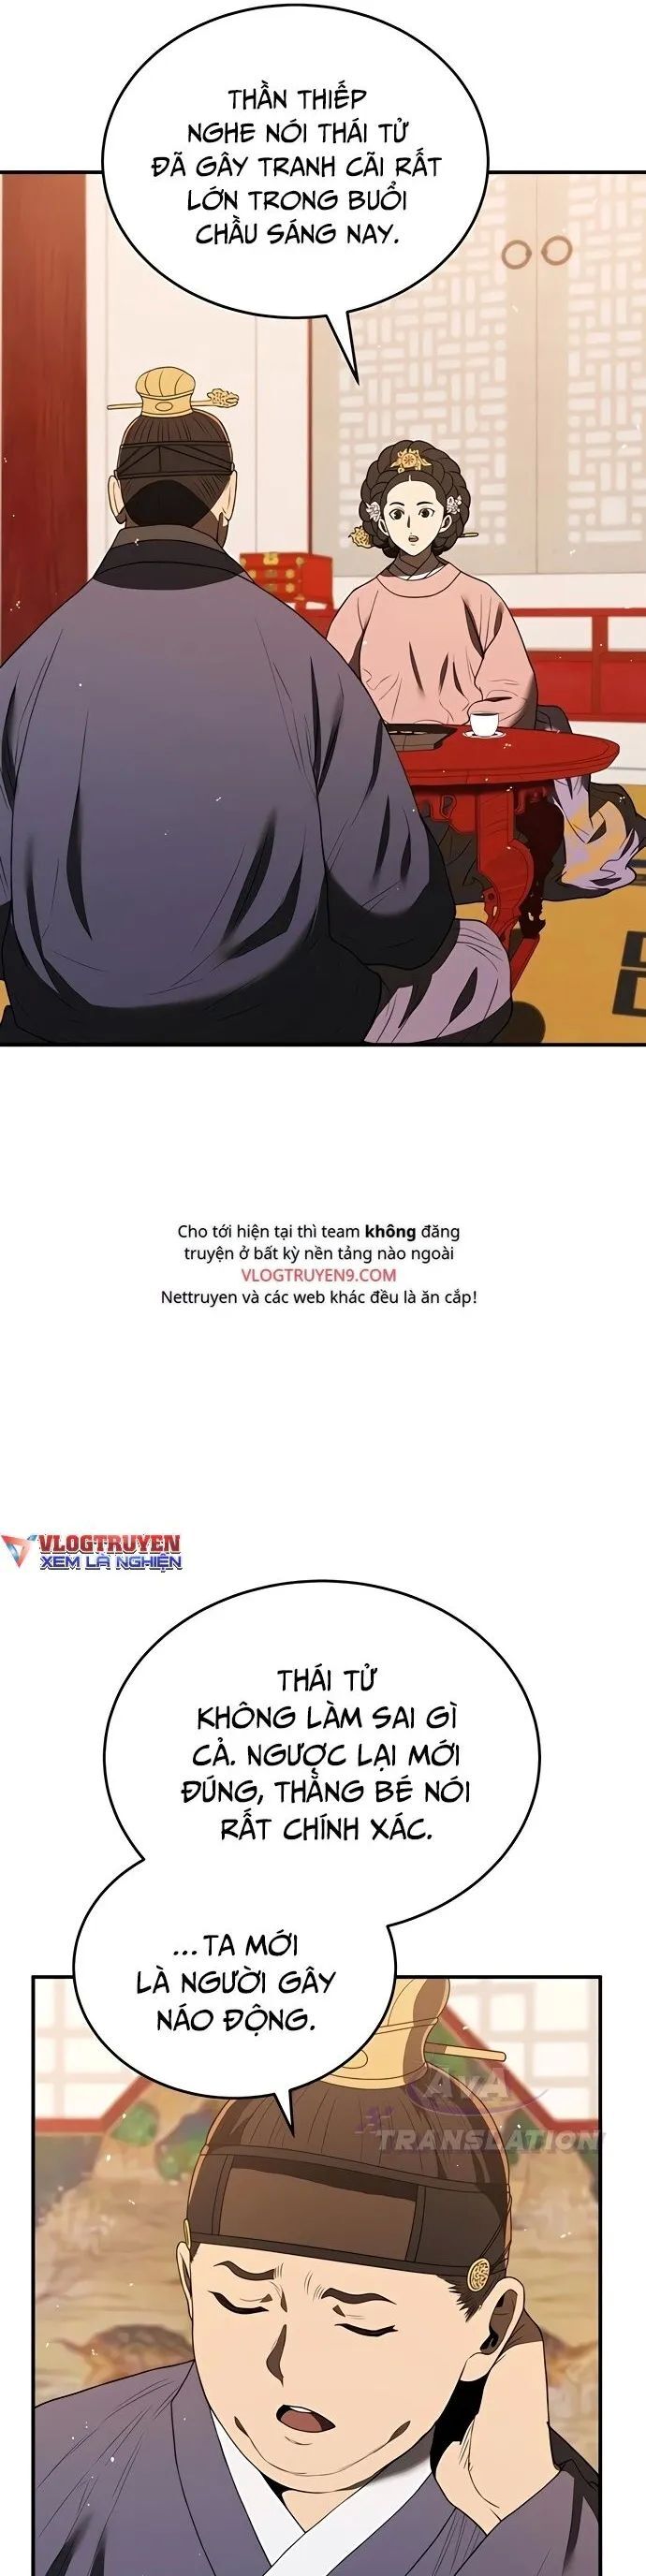 THẦN THIẾP
NGHE NÓI THÁI TỬ
ĐÃ GÂY TRANH CÃI RẤT
LỚN TRONG BUỔI
CHẦU SÁNG NAY.
Cho tới hiện tại thì team không đăng
truyện ở bất kỳ nền tảng nào ngoài
VLOGTRUYEN9.COM
Nettruyen và các web khác đều là ăn cắp!
VLOGTRUYEN
XEM LÀ NGHIỆN
THÁI TỬ
KHÔNG LÀM SAI GÌ
CẢ. NGƯỢC LẠI MỚI
ĐÚNG, THẰNG BÉ NÓI
RẤT CHÍNH XÁC.
...TA MỚI
LÀ NGƯỜI GÂY
NÁO ĐỘNG.
AYA
TRANSLATION